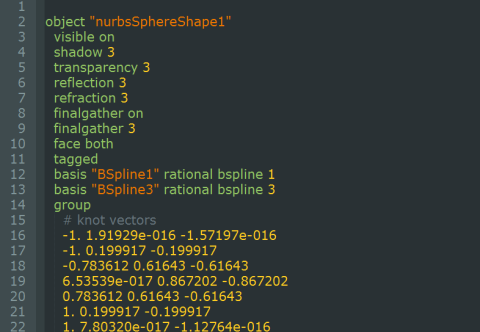 1
2 object "nurbsSphereShape1"
3 visible on
4 shadow 3
5 transparency 3
6 reflection 3
7 refraction 3
8 finalgather on
9 finalgather 3
10 face both
11 tagged
12 basis "BSpline1" rational bspline 1
13 basis "BSpline3" rational bspline 3
14 group
15 # knot vectors
16 -1. 1.91929e-016 -1.57197e-016
17 -1. 0.199917 -0.199917
18 -0.783612 0.61643 -0.61643
19 6.53539e-017 0.867202 -0.867202
20 0.783612 0.61643 -0.61643
21 1. 0.199917 -0.199917
22 1. 7.80320e-017 -1.12764e-016